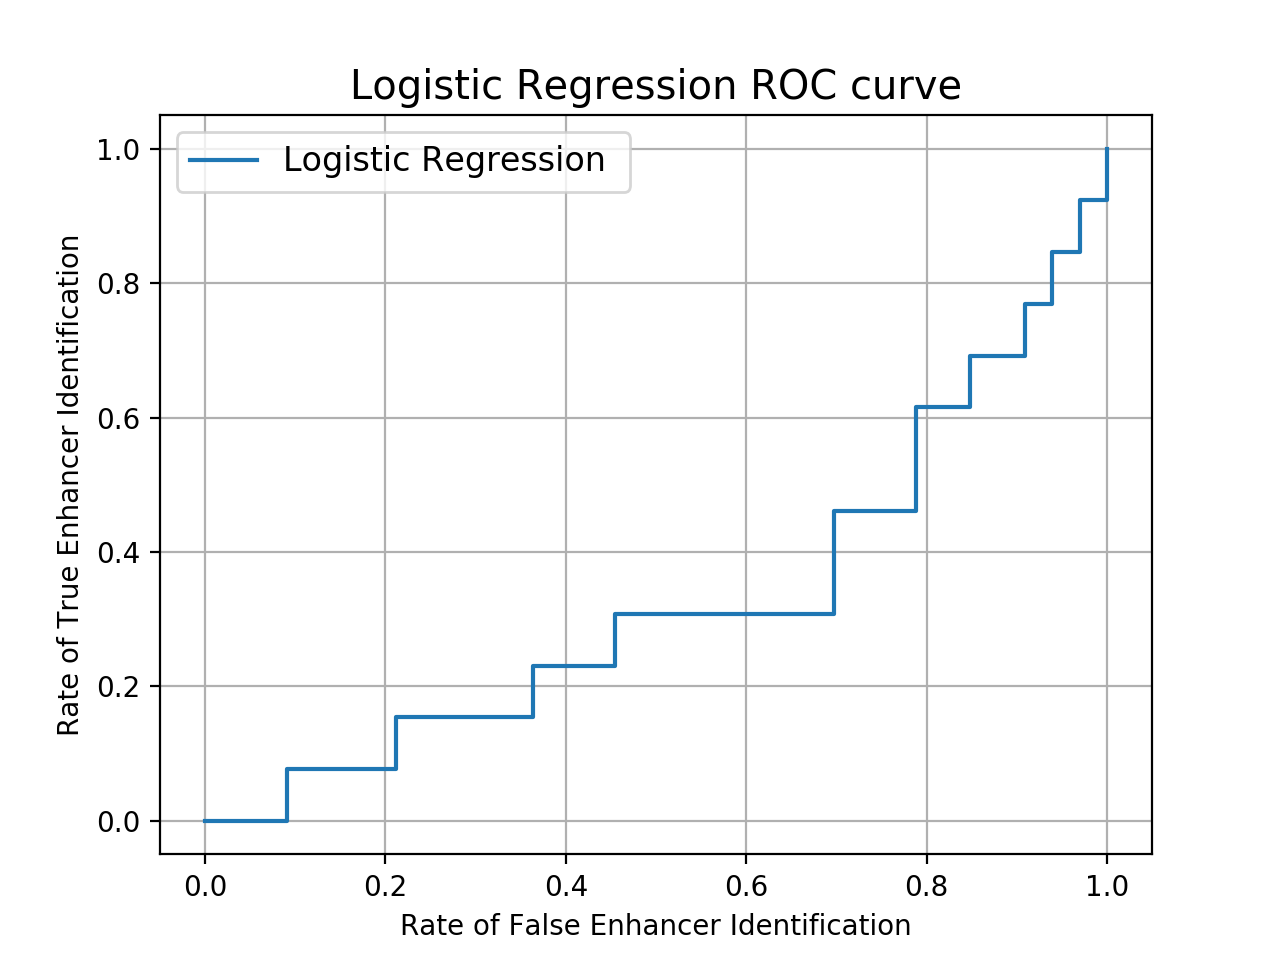 Logistic Regression ROC curve
Logistic Regression
1.0
0.8
0.6
0.4
0.2
0.0
Rate of True Enhancer Identification
0.0 0.2 0.4 0.6 0.8 1.0
Rate of False Enhancer Identification